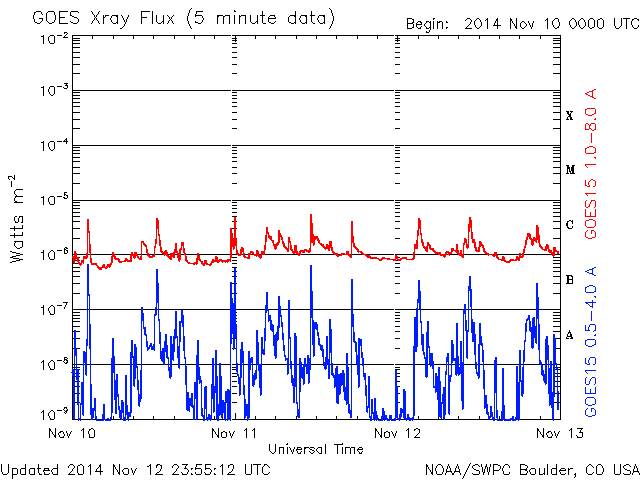 GOES Xray Flux (5 minute data)
Begin: 2014 Nov 10 0000 UTC
10⁻²
10⁻³
10⁻⁴
10⁻⁵
10⁻⁶
10⁻⁷
10⁻⁸
10⁻⁹
Watts m⁻²
X
M
C
B
A
GOES15 1.0-8.0 A
GOES15 0.5-4.0 A
Nov 10 Nov 11 Nov 12 Nov 13
Universal Time
Updated 2014 Nov 12 23:55:12 UTC
NOAA/SWPC Boulder, CO USA